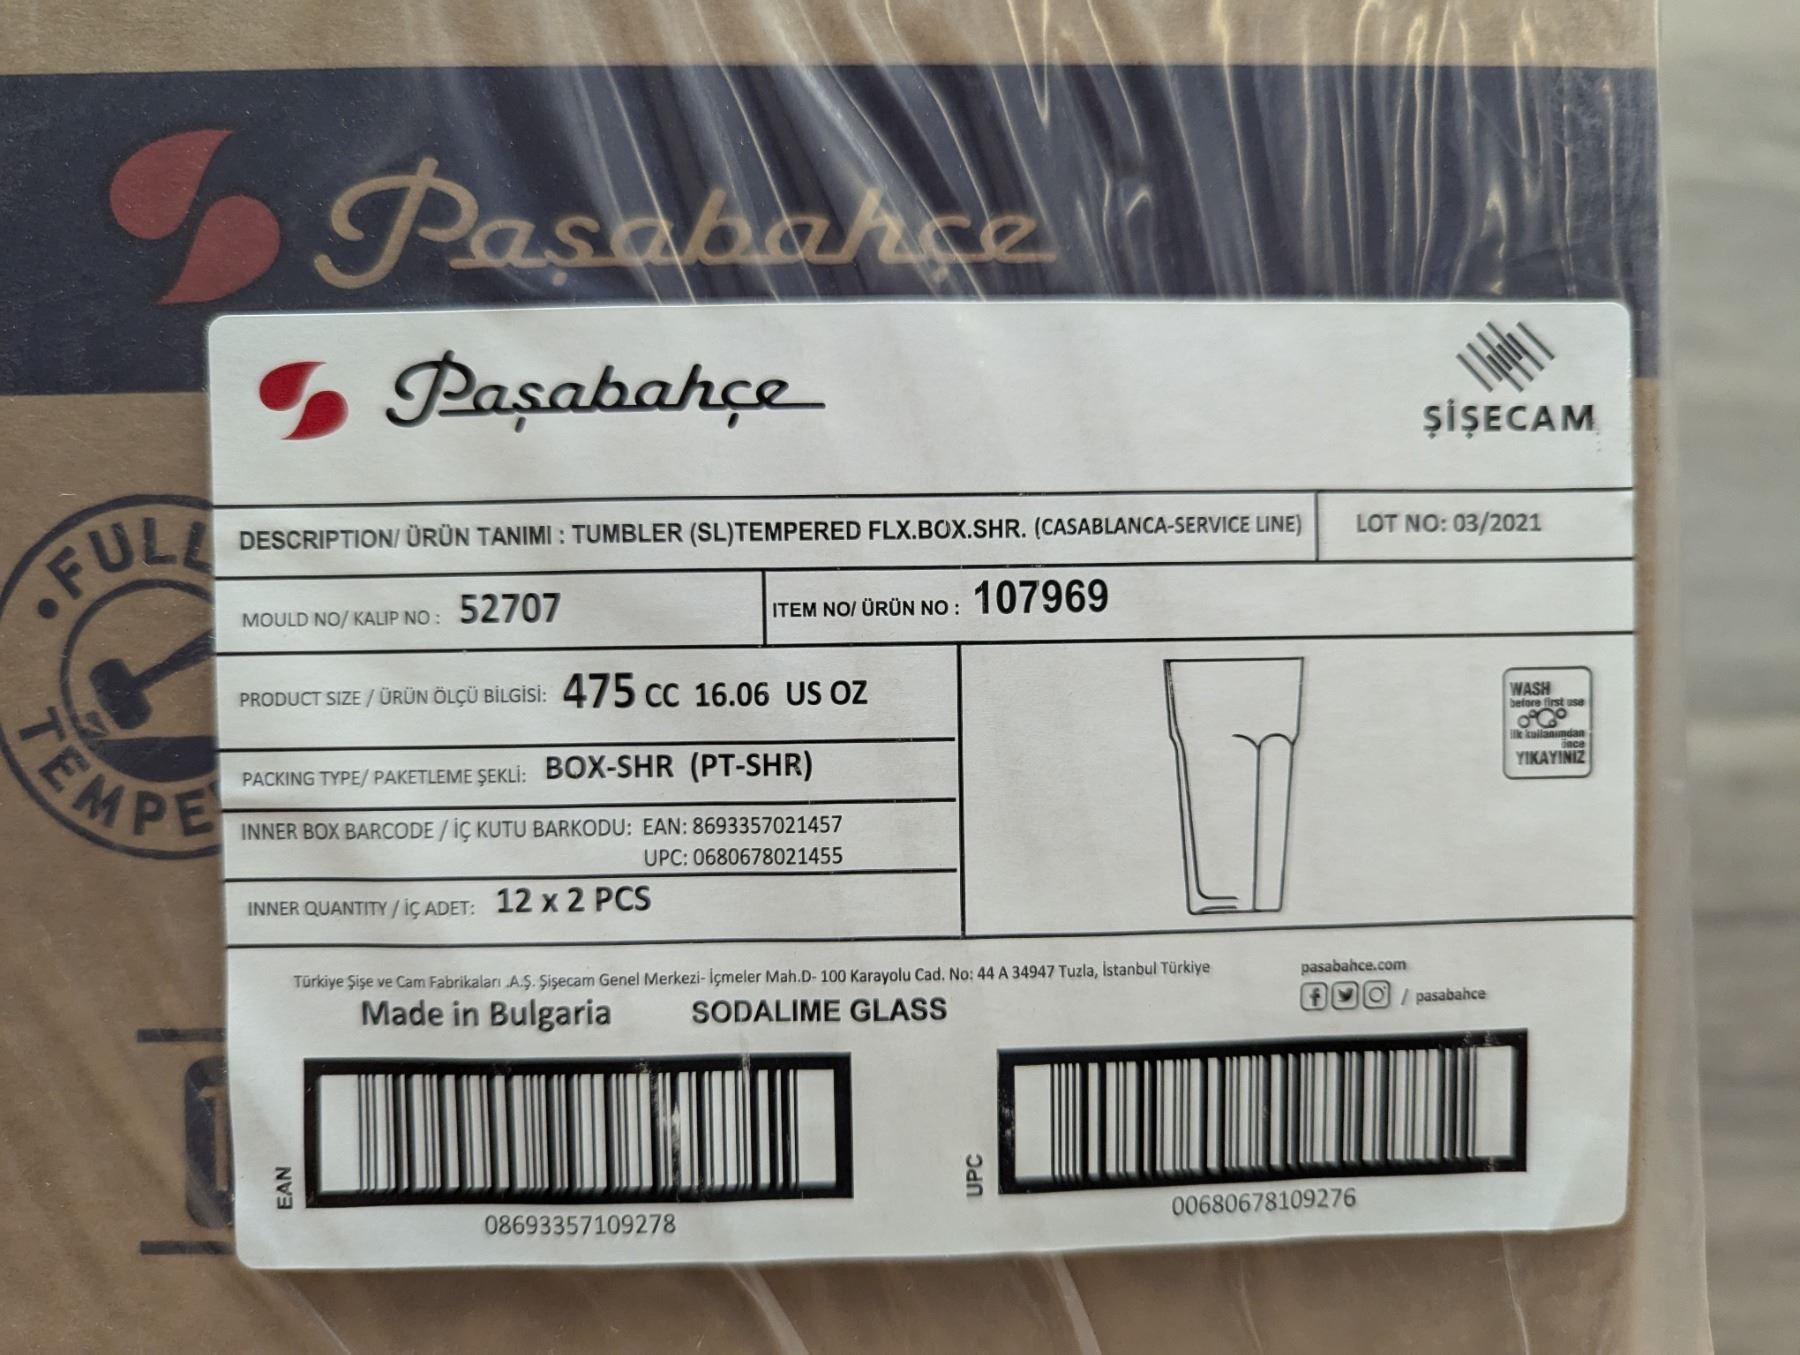 Paşabahçe
Paşabahçe
ŞİŞECAM
DESCRIPTION/ ÜRÜN TANIMI : TUMBLER (SL)TEMPERED FLX.BOX.SHR. (CASABLANCA-SERVICE LINE)
LOT NO: 03/2021
•FULL
TEMPE
MOULD NO/ KALIP NO : 52707
ITEM NO/ ÜRÜN NO : 107969
PRODUCT SIZE / ÜRÜN ÖLÇÜ BİLGİSİ: 475 CC 16.06 US OZ
PACKING TYPE/ PAKETLEME ŞEKLİ: BOX-SHR (PT-SHR)
INNER BOX BARCODE / İÇ KUTU BARKODU: EAN: 8693357021457
UPC: 0680678021455
INNER QUANTITY / İÇ ADET: 12 x 2 PCS
WASH
before first use
ilk kullanımdan
önce
YIKAYINIZ
Türkiye Şişe ve Cam Fabrikaları .A.Ş. Şişecam Genel Merkezi- İçmeler Mah.D- 100 Karayolu Cad. No: 44 A 34947 Tuzla, İstanbul Türkiye
pasabahce.com
/ pasabahce
Made in Bulgaria
SODALIME GLASS
EAN
08693357109278
UPC
00680678109276